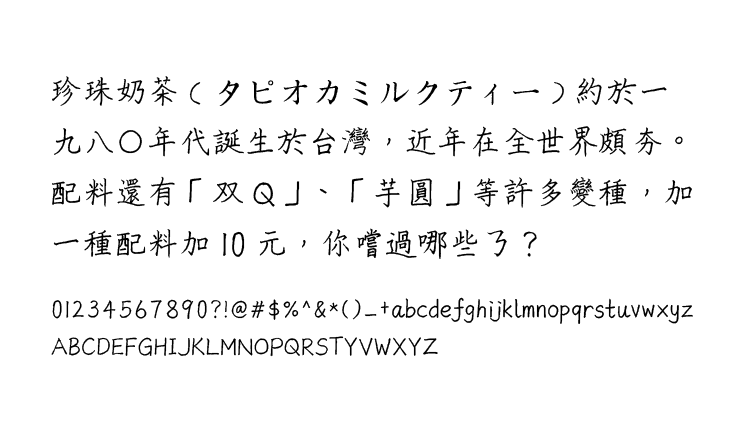 珍珠奶茶（タピオカミルクティー）約於一
九八〇年代誕生於台灣，近年在全世界頗夯。
配料還有「双Ｑ」、「芋圓」等許多變種，加
一種配料加 10 元，你嚐過哪些ㄋ？
01234567890?!@#$%^&*()_+abcdefghijklmnopqrstuvwxyz
ABCDEFGHIJKLMNOPQRSTYVWXYZ